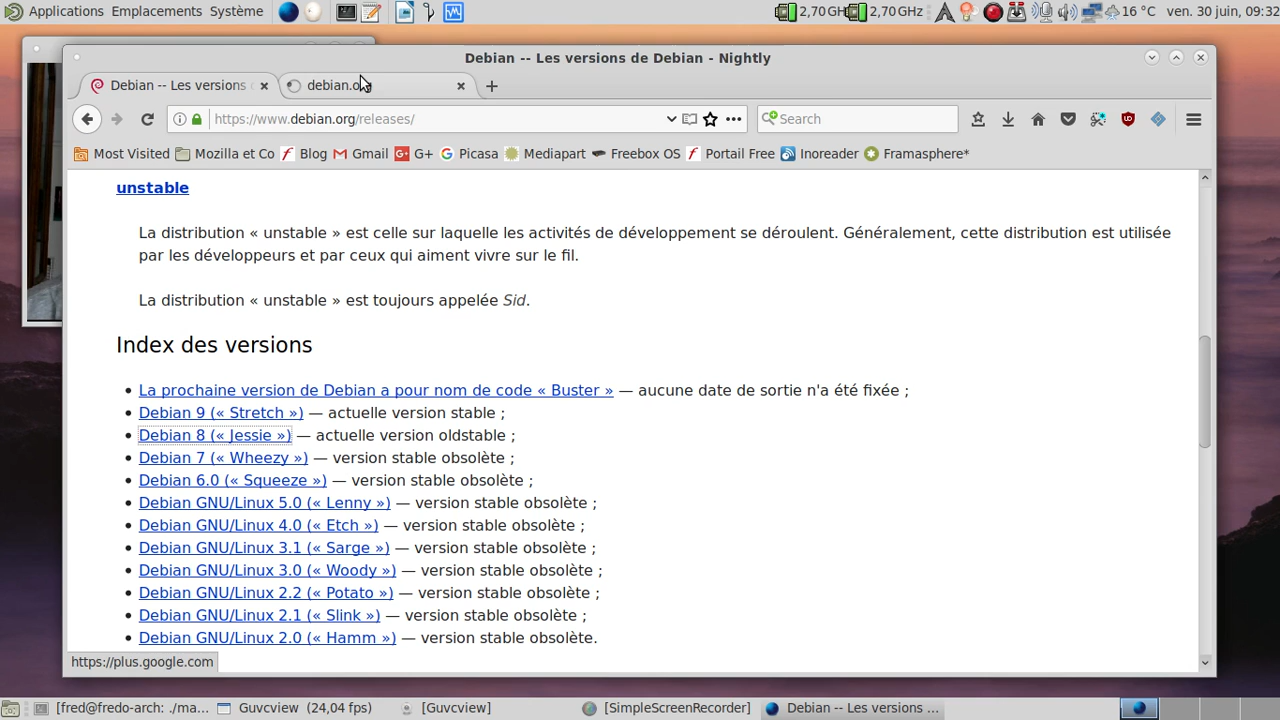 Applications Emplacements Système 2,70 GH 2,70 GHz 16 °C ven. 30 juin, 09:32
Debian -- Les versions de Debian - Nightly
Debian -- Les versions debian.org
https://www.debian.org/releases/ Search
Most Visited Mozilla et Co Blog Gmail G+ Picasa Mediapart Freebox OS Portail Free Inoreader Framasphere*
unstable
La distribution « unstable » est celle sur laquelle les activités de développement se déroulent. Généralement, cette distribution est utilisée
par les développeurs et par ceux qui aiment vivre sur le fil.
La distribution « unstable » est toujours appelée Sid.
Index des versions
• La prochaine version de Debian a pour nom de code « Buster » — aucune date de sortie n'a été fixée ;
• Debian 9 (« Stretch ») — actuelle version stable ;
• Debian 8 (« Jessie ») — actuelle version oldstable ;
• Debian 7 (« Wheezy ») — version stable obsolète ;
• Debian 6.0 (« Squeeze ») — version stable obsolète ;
• Debian GNU/Linux 5.0 (« Lenny ») — version stable obsolète ;
• Debian GNU/Linux 4.0 (« Etch ») — version stable obsolète ;
• Debian GNU/Linux 3.1 (« Sarge ») — version stable obsolète ;
• Debian GNU/Linux 3.0 (« Woody ») — version stable obsolète ;
• Debian GNU/Linux 2.2 (« Potato ») — version stable obsolète ;
• Debian GNU/Linux 2.1 (« Slink ») — version stable obsolète ;
• Debian GNU/Linux 2.0 (« Hamm ») — version stable obsolète.
https://plus.google.com
[fred@fredo-arch: ./ma... Guvcview (24,04 fps) [Guvcview] [SimpleScreenRecorder] Debian -- Les versions ...